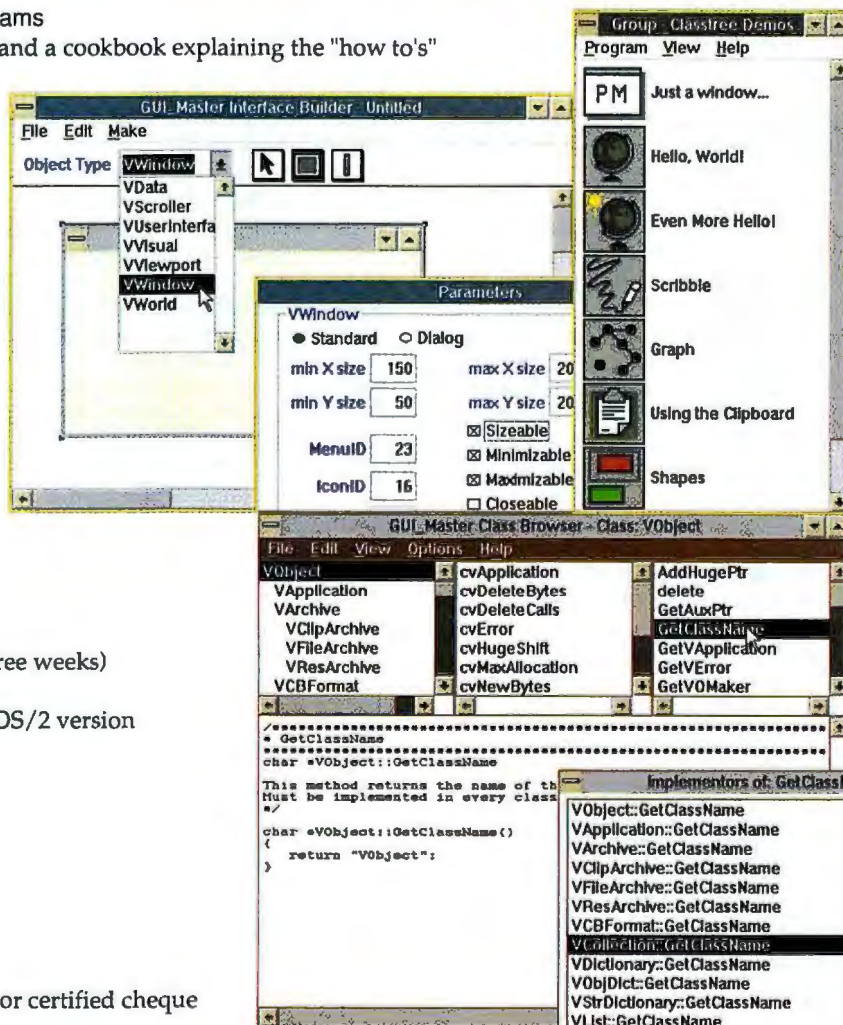 ams
and a cookbook explaining the "how to's"
GUI_Master Interface Builder - Untitled
File Edit Make
Object Type VWindow
VData
VScroller
VUserInterfa
VVisual
VViewport
VWindow
VWorld
Parameters
VWindow
Standard Dialog
min X size 150 max X size 20
min Y size 50 max Y size 20
Sizeable
MenuID 23 Minimizable
Maximizable
IconID 16
Closeable
Group - Classtree Demos
Program View Help
PM Just a window...
Hello, World!
Even More Hello!
Scribble
Graph
Using the Clipboard
Shapes
GUI_Master Class Browser - Class: VObject
File Edit View Options Help
VObject
VApplication
VArchive
VClipArchive
VFileArchive
VResArchive
VCBFormat
cvApplication
cvDeleteBytes
cvDeleteCalls
cvError
cvHugeShift
cvMaxAllocation
cvNewBytes
AddHugePtr
delete
GetAuxPtr
GetClassName
GetVApplication
GetVError
GetVOMaker
/************************************************************
* GetClassName
*************************************************************
char *VObject::GetClassName
This method returns the name of th
Must be implemented in every class
*/
char *VObject::GetClassName()
{
return "VObject";
}
Implementors of: GetClassN
VObject::GetClassName
VApplication::GetClassName
VArchive::GetClassName
VClipArchive::GetClassName
VFileArchive::GetClassName
VResArchive::GetClassName
VCBFormat::GetClassName
VCollection::GetClassName
VDictionary::GetClassName
VObjDict::GetClassName
VStrDictionary::GetClassName
VList::GetClassName
ree weeks)
OS/2 version
or certified cheque